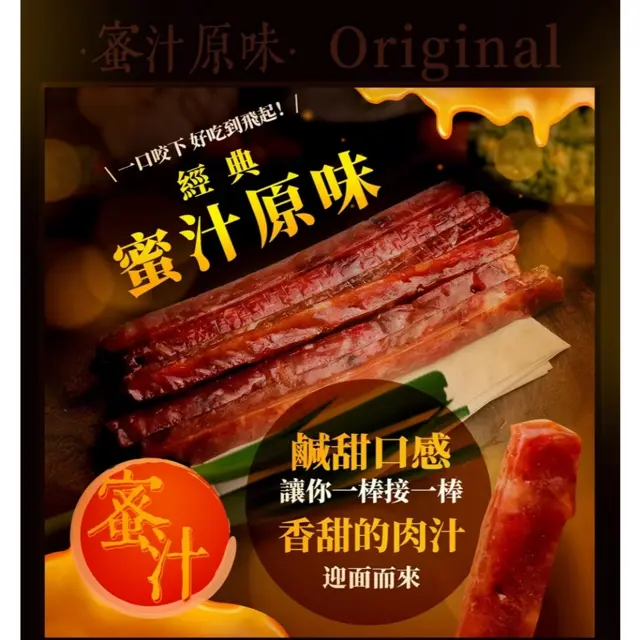 ·蜜汁原味· Original
\一口咬下 好吃到飛起!/
經典
蜜汁原味
鹹甜口感
讓你一棒接一棒
香甜的肉汁
迎面而來
蜜汁